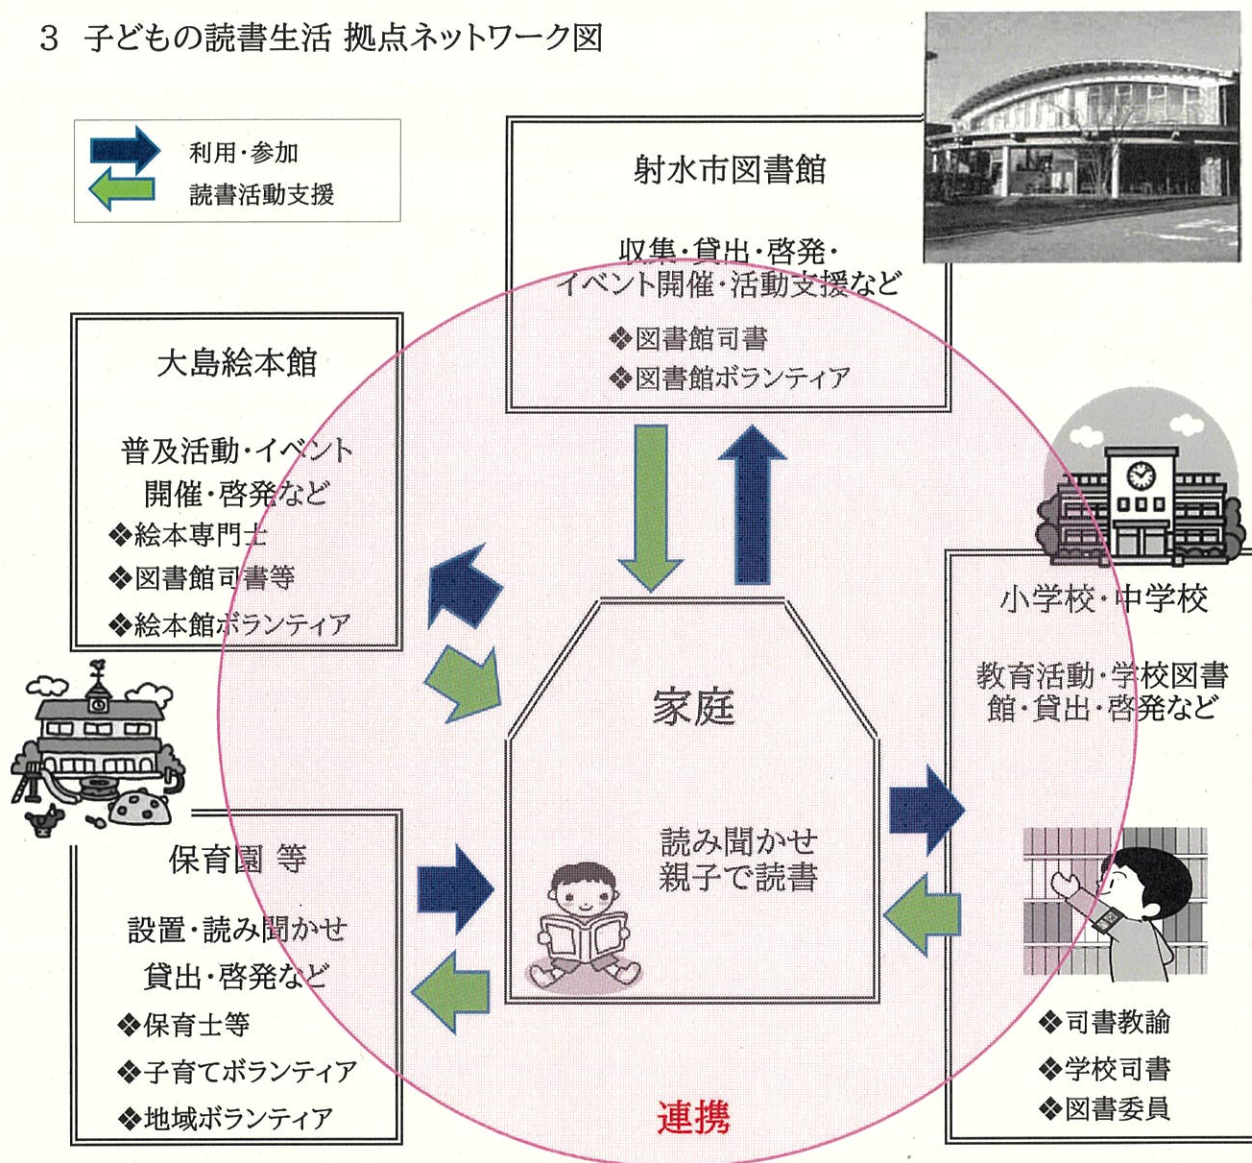 3 子どもの読書生活 拠点ネットワーク図
利用・参加
読書活動支援
射水市図書館
収集・貸出・啓発・
イベント開催・活動支援など
❖図書館司書
❖図書館ボランティア
大島絵本館
普及活動・イベント
開催・啓発など
❖絵本専門士
❖図書館司書等
❖絵本館ボランティア
小学校・中学校
教育活動・学校図書
館・貸出・啓発など
❖司書教諭
❖学校司書
❖図書委員
家庭
読み聞かせ
親子で読書
保育園 等
設置・読み聞かせ
貸出・啓発など
❖保育士等
❖子育てボランティア
❖地域ボランティア
連携